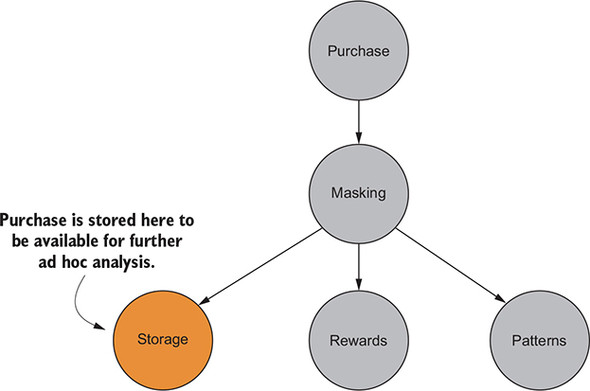 Purchase
Masking
Purchase is stored here to
be available for further
ad hoc analysis.
Storage
Rewards
Patterns